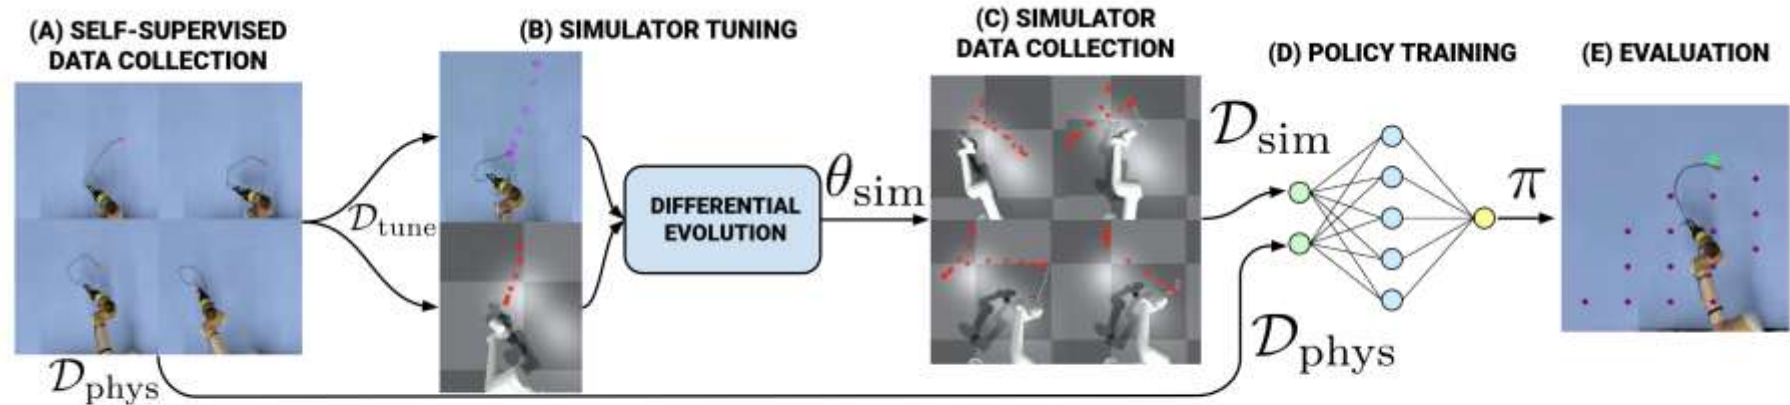 (A) SELF-SUPERVISED
DATA COLLECTION
(B) SIMULATOR TUNING
(C) SIMULATOR
DATA COLLECTION
(D) POLICY TRAINING
(E) EVALUATION
𝒟tune
DIFFERENTIAL
EVOLUTION
θsim
𝒟sim
π
𝒟phys
𝒟phys